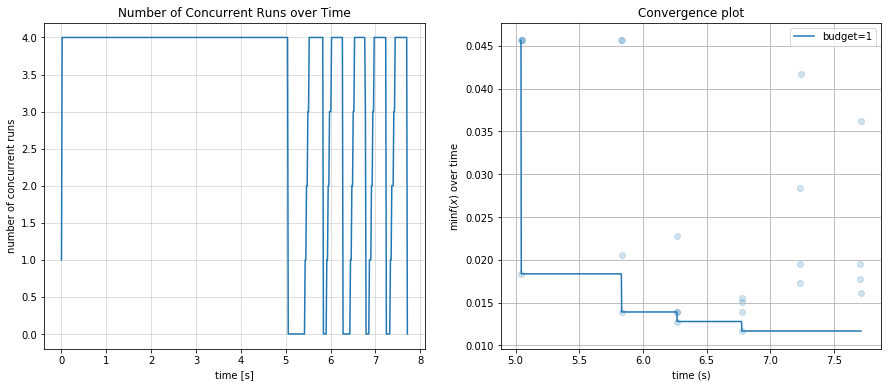 Number of Concurrent Runs over Time
number of concurrent runs
4.0
3.5
3.0
2.5
2.0
1.5
1.0
0.5
0.0
0 1 2 3 4 5 6 7 8
time [s]
Convergence plot
budget=1
minf(x) over time
0.045
0.040
0.035
0.030
0.025
0.020
0.015
0.010
5.0 5.5 6.0 6.5 7.0 7.5
time (s)